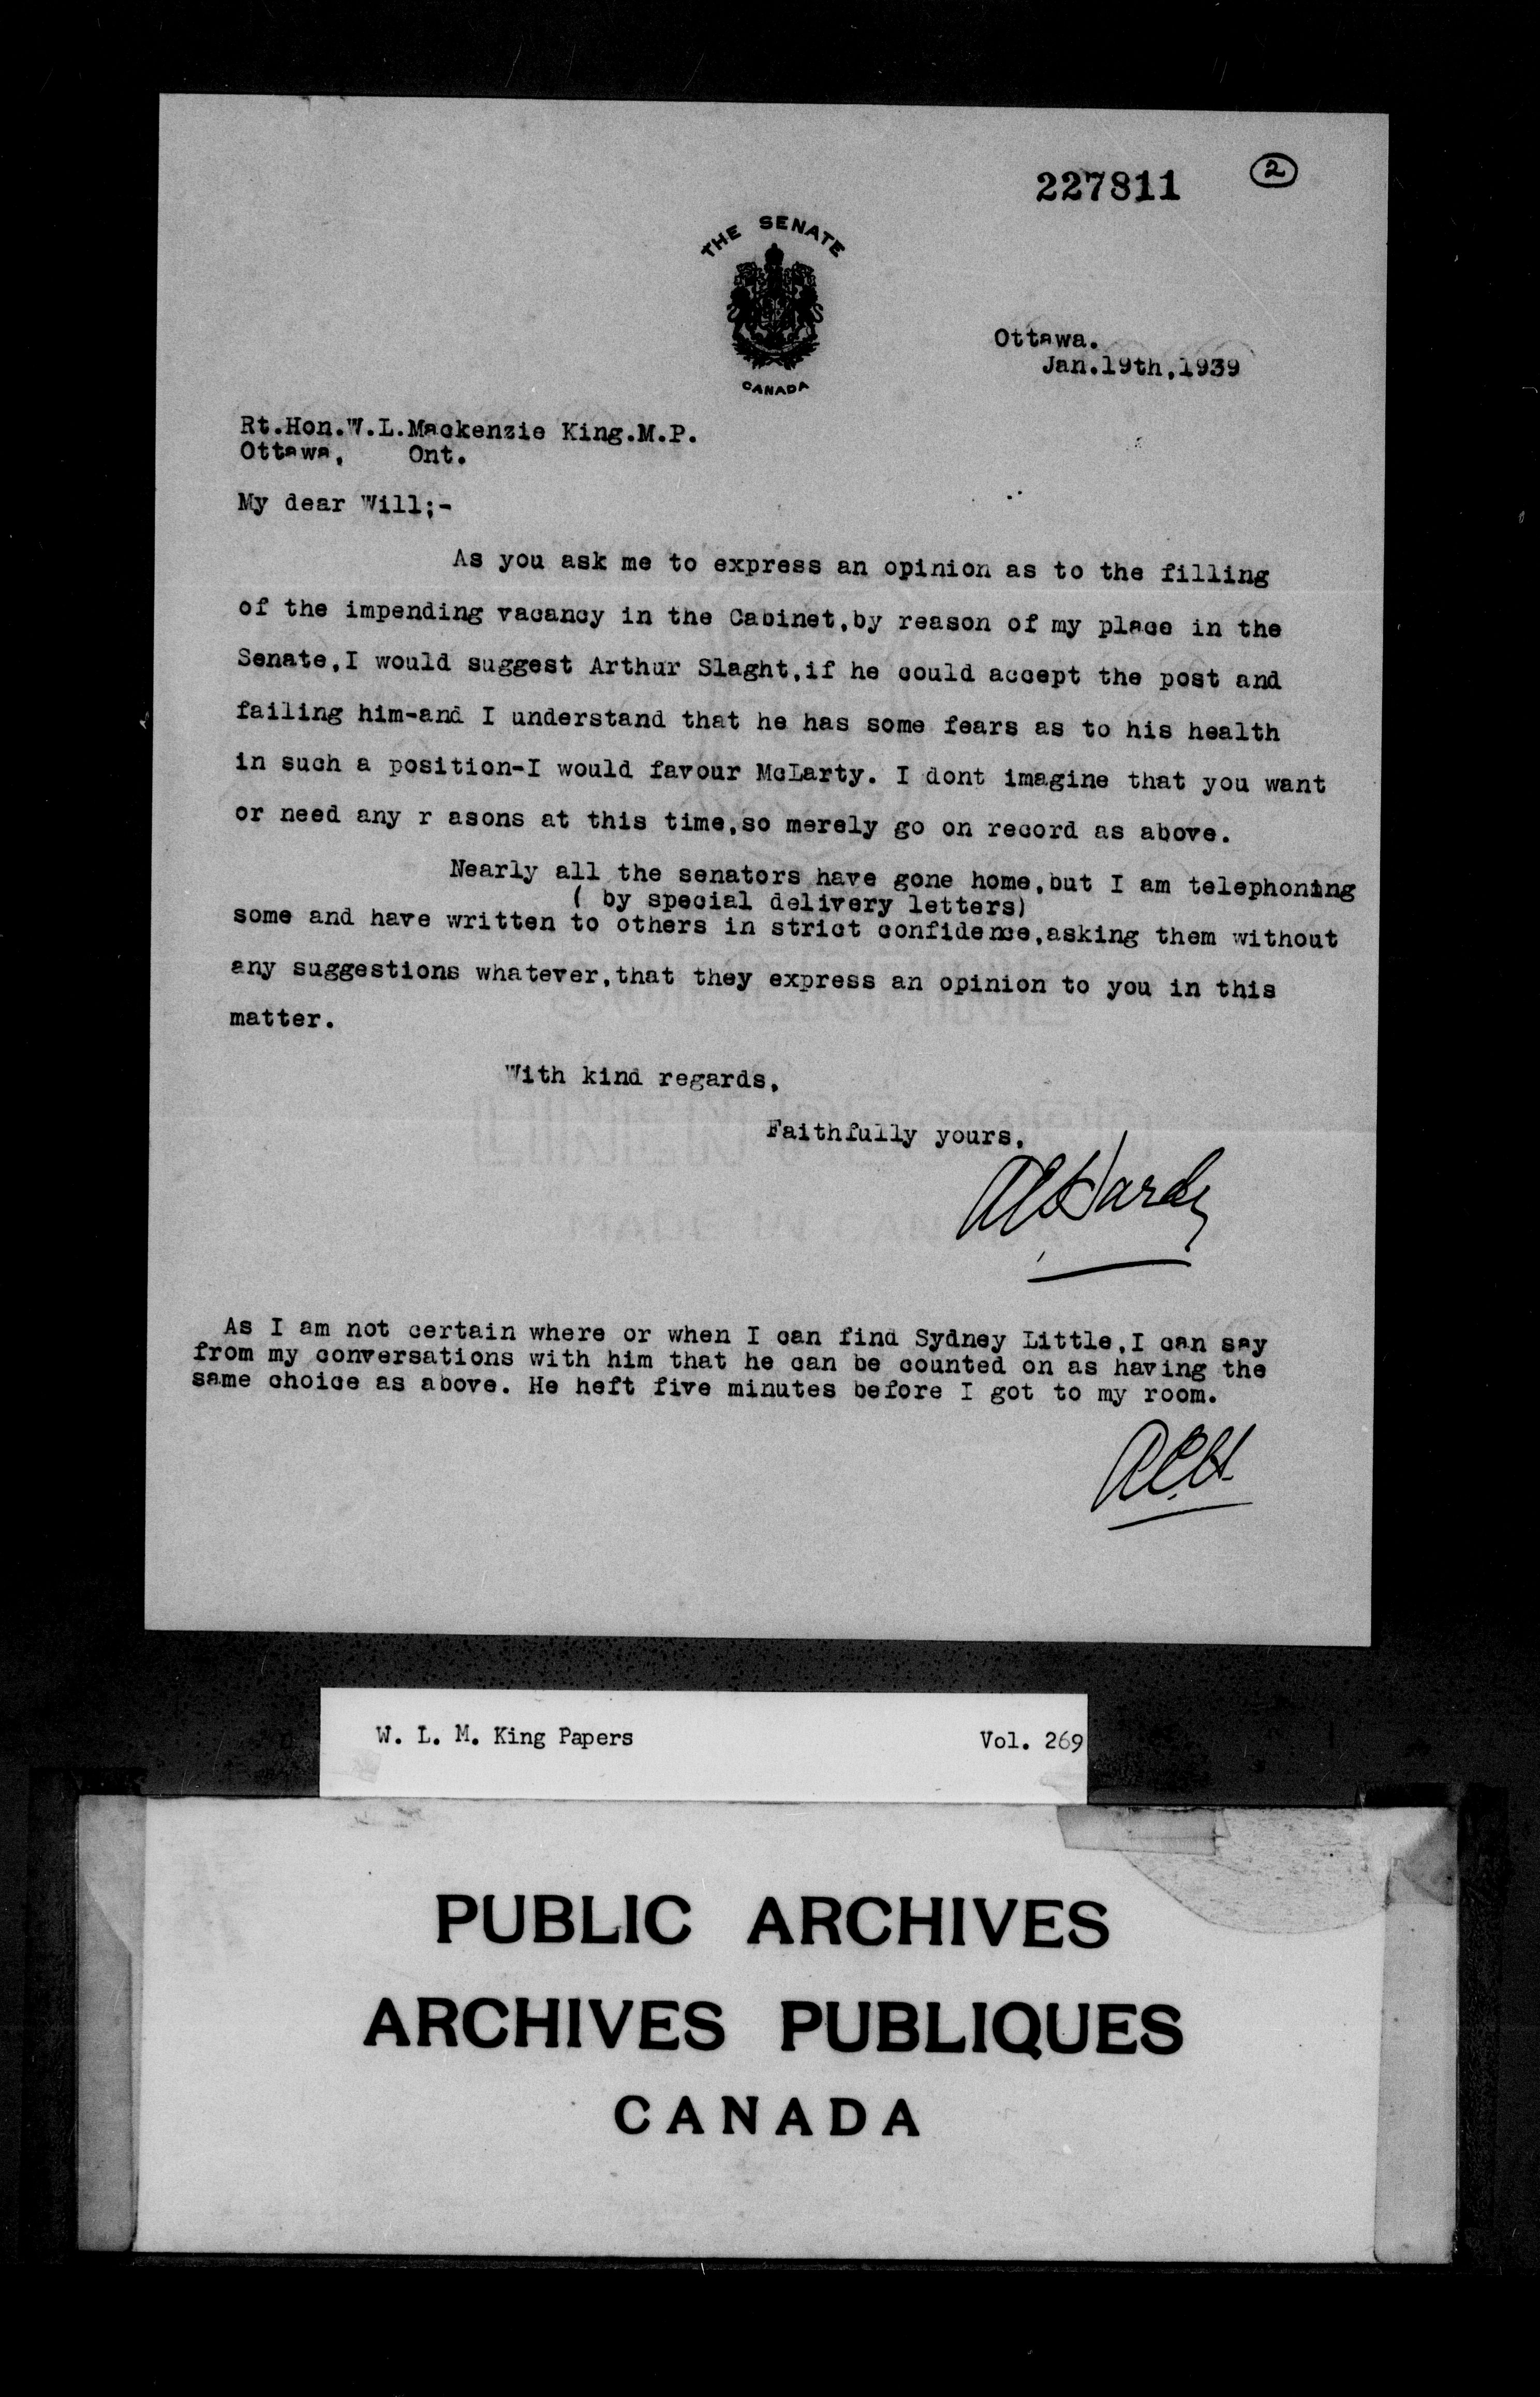 227811 2
THE SENATE
CANADA
Ottawa.
Jan.19th,1939
Rt.Hon.W.L.Mackenzie King.M.P.
Ottawa, Ont.
My dear Will;-
As you ask me to express an opinion as to the filling
of the impending vacancy in the Cabinet,by reason of my place in the
Senate,I would suggest Arthur Slaght,if he could accept the post and
failing him-and I understand that he has some fears as to his health
in such a position-I would favour McLarty. I dont imagine that you want
or need any r asons at this time,so merely go on record as above.
Nearly all the senators have gone home,but I am telephoning
( by special delivery letters)
some and have written to others in strict confidence,asking them without
any suggestions whatever,that they express an opinion to you in this
matter.
With kind regards,
Faithfully yours,
ACHardy
As I am not certain where or when I can find Sydney Little,I can say
from my conversations with him that he can be counted on as having the
same choice as above. He heft five minutes before I got to my room.
A.C.H.
W. L. M. King Papers Vol. 269
PUBLIC ARCHIVES
ARCHIVES PUBLIQUES
CANADA